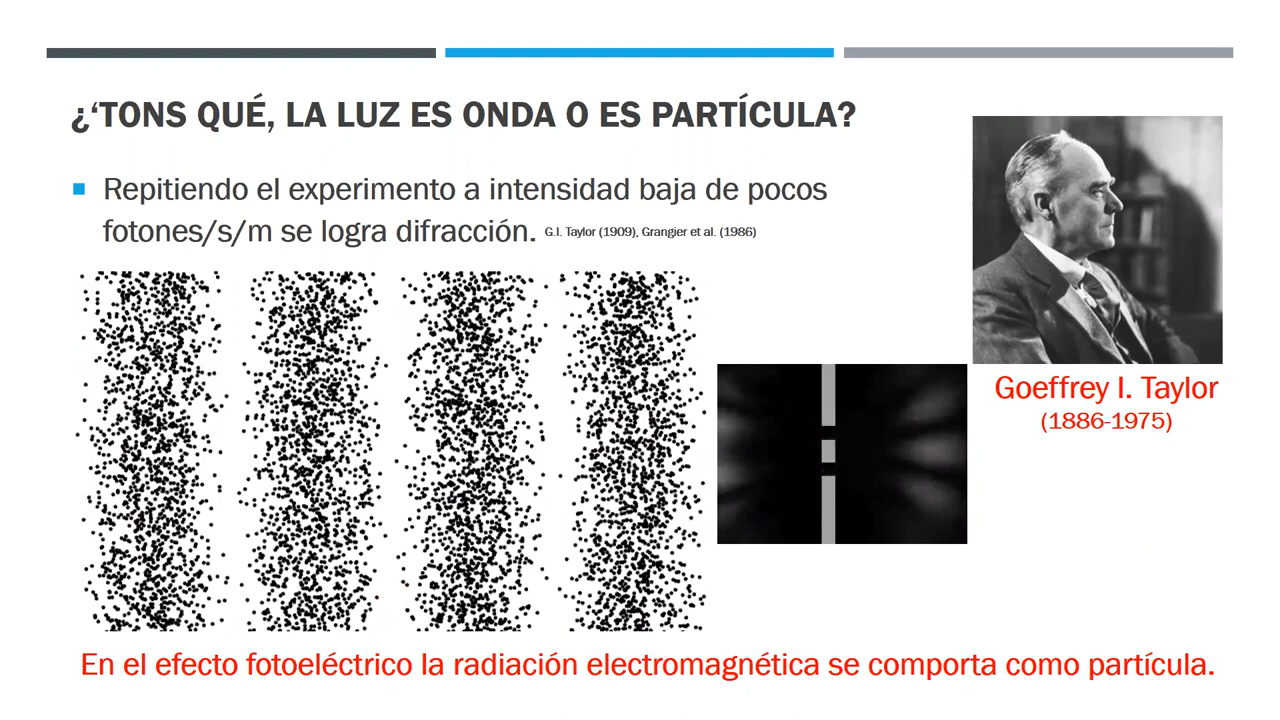 ¿‘TONS QUÉ, LA LUZ ES ONDA O ES PARTÍCULA?
Repitiendo el experimento a intensidad baja de pocos
fotones/s/m se logra difracción. G.I. Taylor (1909), Grangier et al. (1986)
Goeffrey I. Taylor
(1886-1975)
En el efecto fotoeléctrico la radiación electromagnética se comporta como partícula.